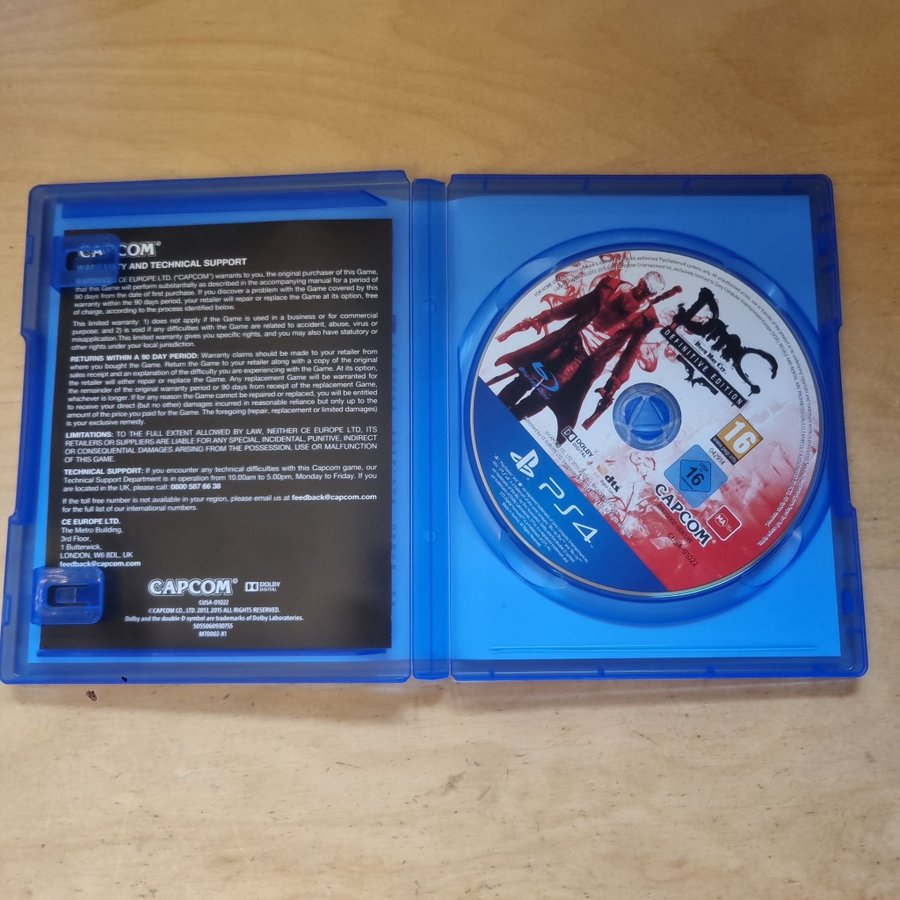 CAPCOM
WARRANTY AND TECHNICAL SUPPORT
WARRANTY: CE EUROPE LTD. ("CAPCOM") warrants to you, the original purchaser of this Game,
that this Game will perform substantially as described in the accompanying manual for a period of
90 days from the date of first purchase. If you discover a problem with the Game covered by this
warranty within the 90 days period, your retailer will repair or replace the Game at its option, free
of charge, according to the process identified below.
This limited warranty: 1) does not apply if the Game is used in a business or for commercial
purpose; and 2) is void if any difficulties with the Game are related to accident, abuse, virus or
misapplication.This limited warranty gives you specific rights, and you may also have statutory or
other rights under your local jurisdiction.
RETURNS WITHIN A 90 DAY PERIOD: Warranty claims should be made to your retailer from
where you bought the Game. Return the Game to your retailer along with a copy of the original
sales receipt and an explanation of the difficulty you are experiencing with the Game. At its option,
the retailer will either repair or replace the Game. Any replacement Game will be warranted for
the remainder of the original warranty period or 90 days from receipt of the replacement Game,
whichever is longer. If for any reason the Game cannot be repaired or replaced, you will be entitled
to receive your direct (but no other) damages incurred in reasonable reliance but only up to the
amount of the price you paid for the Game. The foregoing (repair, replacement or limited damages)
is your exclusive remedy.
LIMITATIONS: TO THE FULL EXTENT ALLOWED BY LAW, NEITHER CE EUROPE LTD, ITS
RETAILERS OR SUPPLIERS ARE LIABLE FOR ANY SPECIAL, INCIDENTAL, PUNITIVE, INDIRECT
OR CONSEQUENTIAL DAMAGES ARISING FROM THE POSSESSION, USE OR MALFUNCTION
OF THIS GAME.
TECHNICAL SUPPORT: If you encounter any technical difficulties with this Capcom game, our
Technical Support Department is in operation from 10.00am to 5.00pm, Monday to Friday. If you
are located in the UK, please call: 0800 587 66 38
If the toll free number is not available in your region, please email us at feedback@capcom.com
for the full list of our international numbers.
CE EUROPE LTD.
The Metro Building,
3rd Floor,
1 Butterwick,
LONDON, W6 8DL, UK
feedback@capcom.com
CAPCOM DOLBY
DIGITAL
CUSA-01022
©CAPCOM CO., LTD. 2013, 2015 ALL RIGHTS RESERVED.
Dolby and the double-D symbol are trademarks of Dolby Laboratories.
5055060930755
M70002-X1
DmC
Devil May Cry
DEFINITIVE EDITION
16
042914
USK
16
DOLBY
DIGITAL
dts
PS4
CAPCOM
MA 15+
CUSA-01022